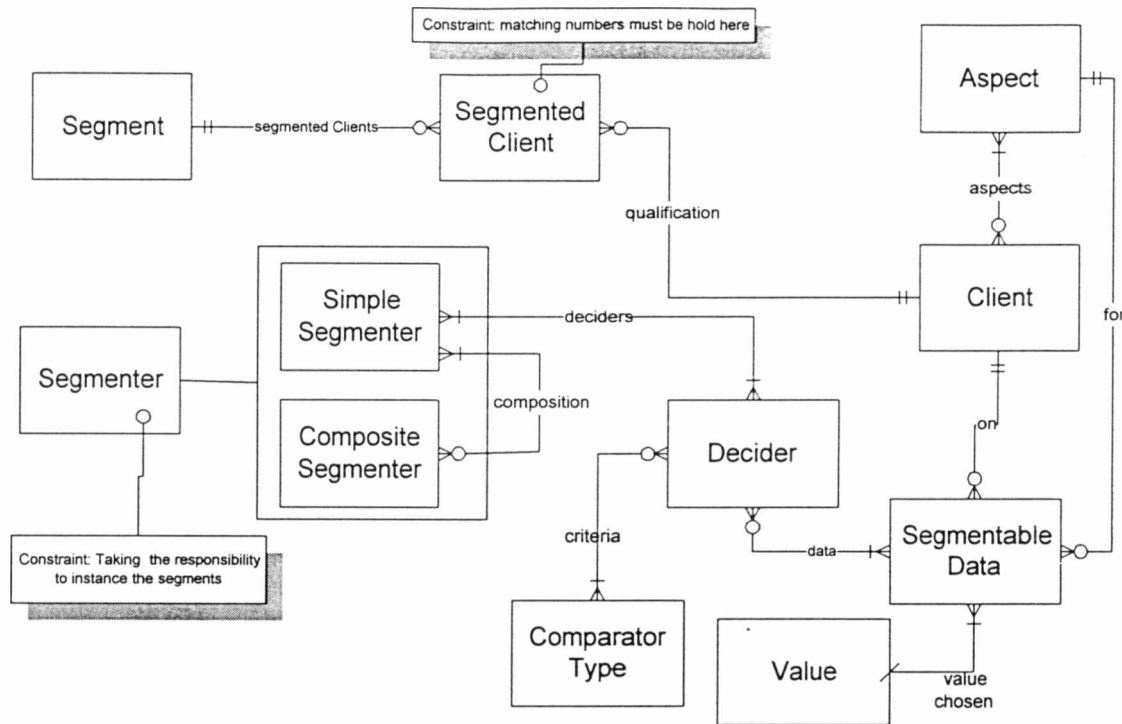 Constraint: matching numbers must be hold here
Segment
segmented Clients
Segmented
Client
Aspect
aspects
qualification
Client
for
Simple
Segmenter
deciders
Segmenter
composition
Composite
Segmenter
Decider
on
Constraint: Taking the responsibility
to instance the segments
criteria
data
Segmentable
Data
Comparator
Type
Value
value
chosen